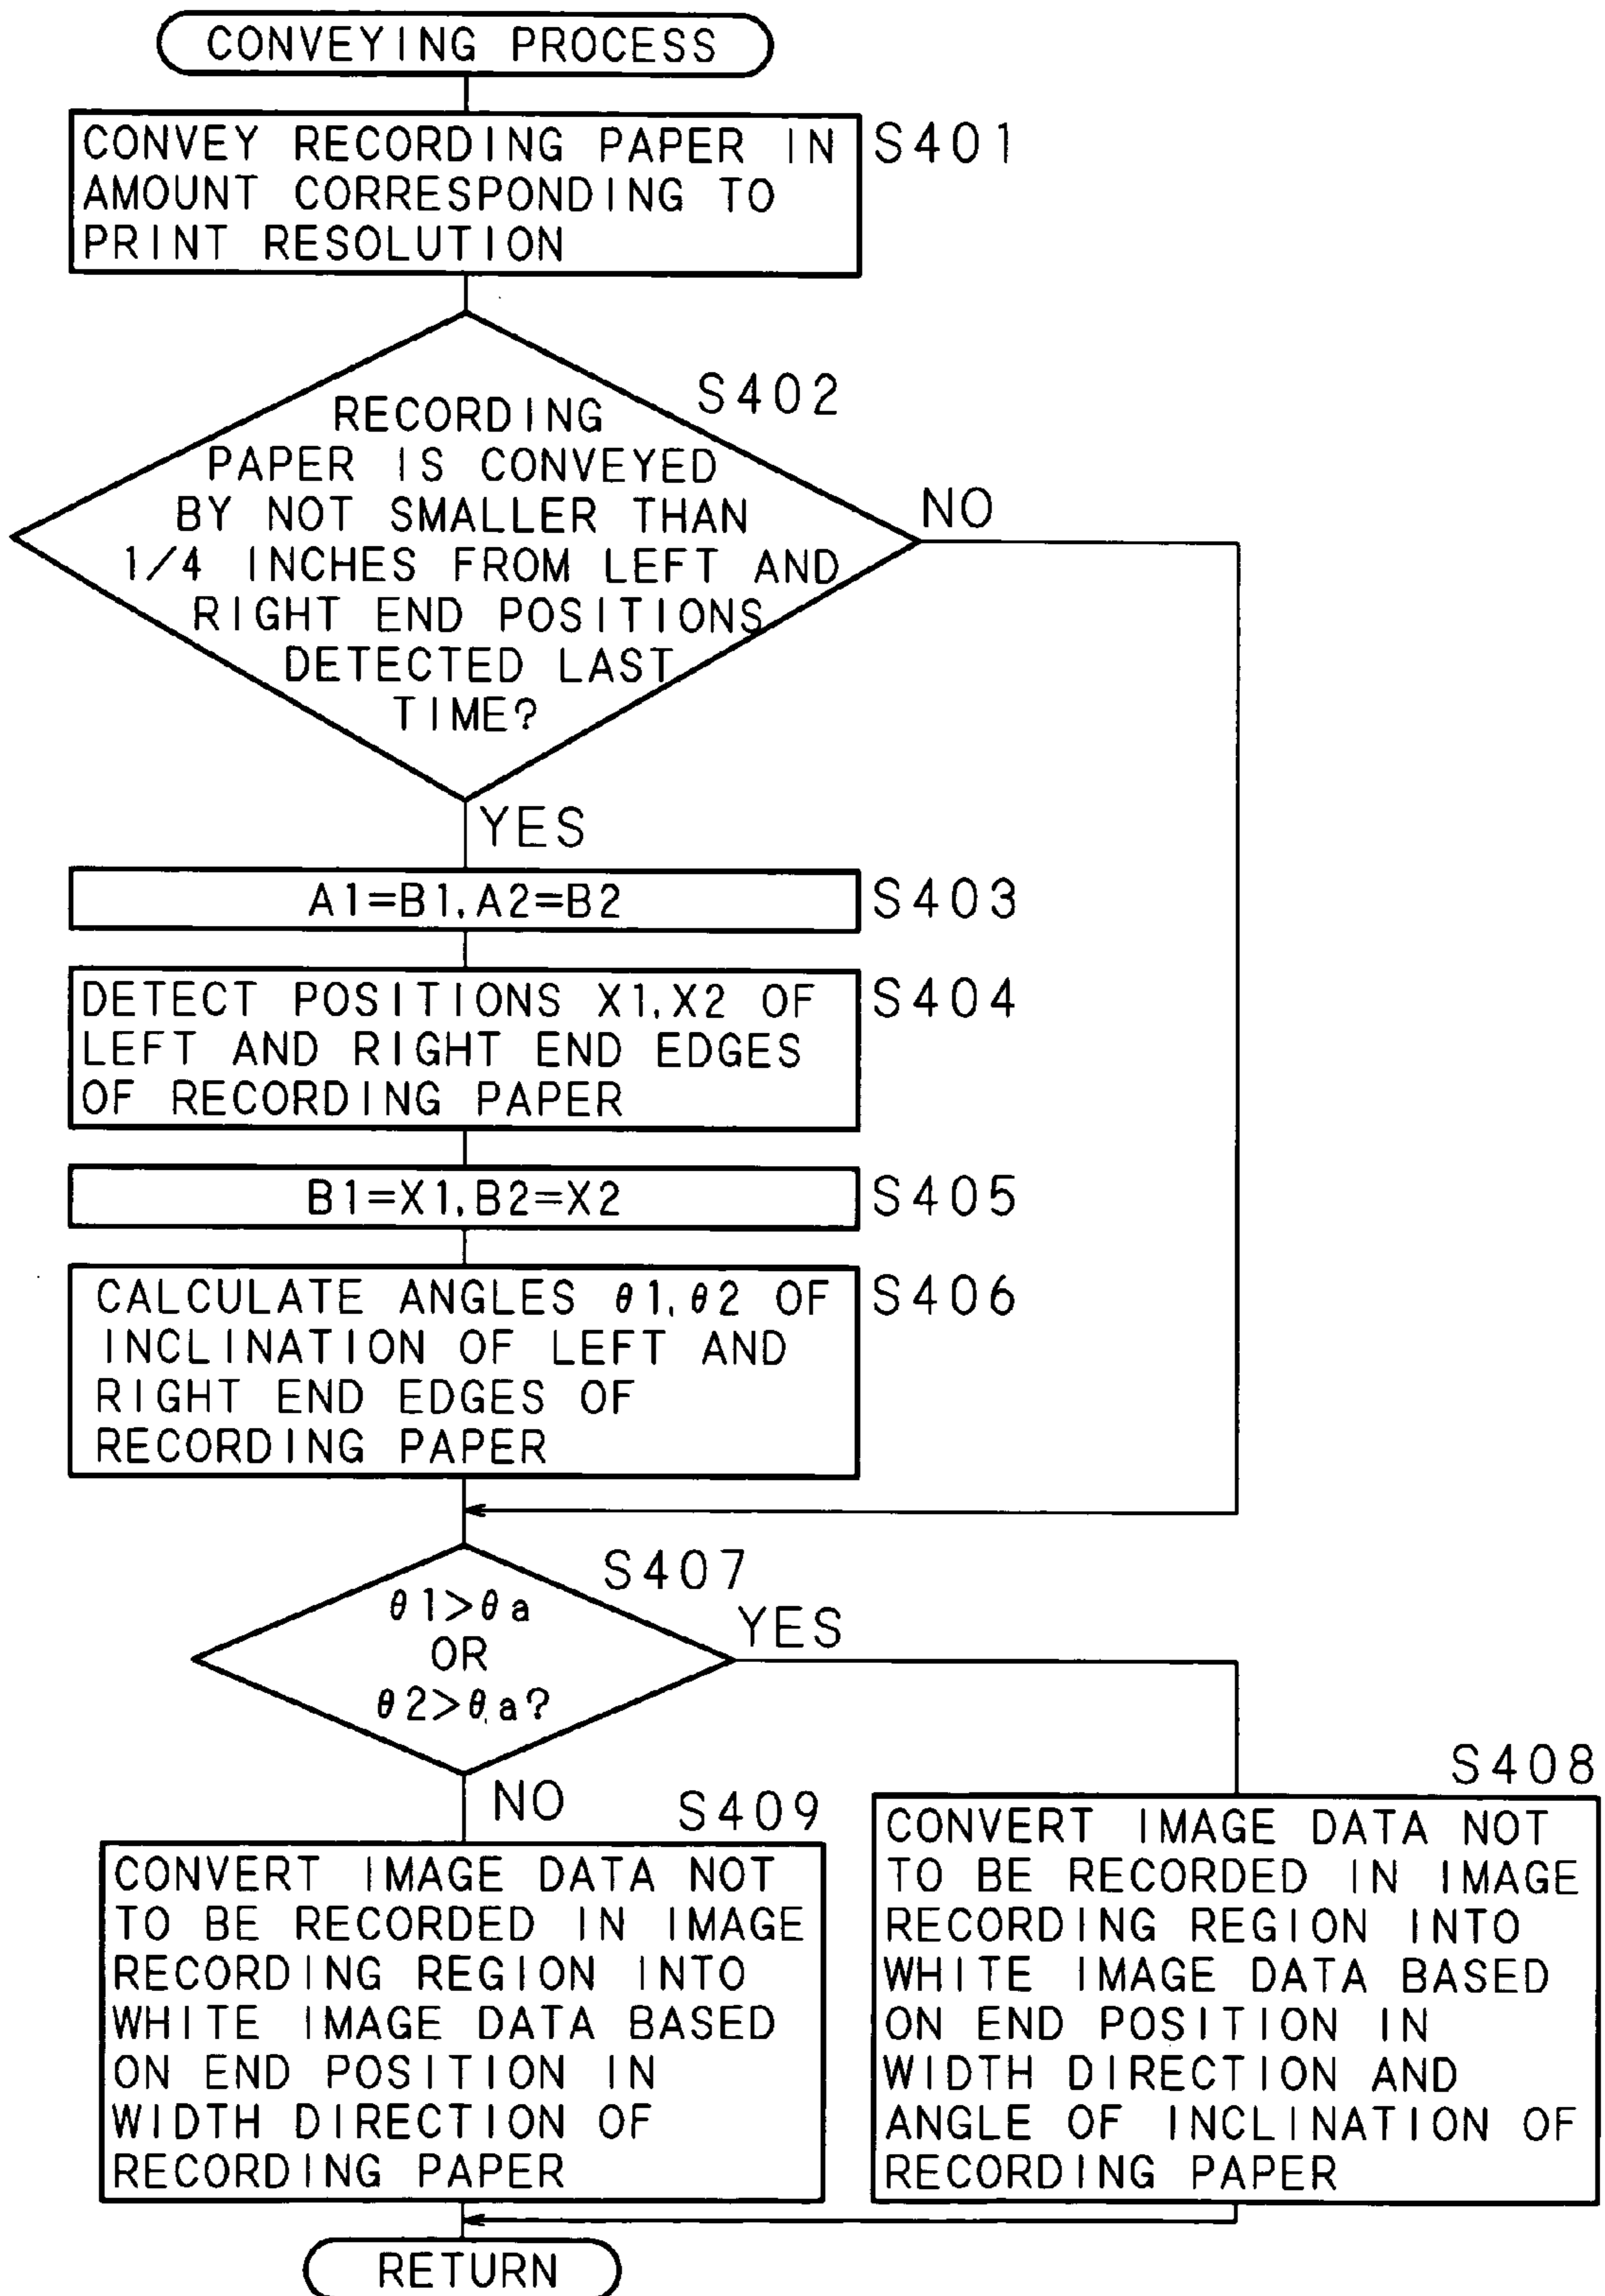 CONVEYING PROCESS
CONVEY RECORDING PAPER IN
AMOUNT CORRESPONDING TO
PRINT RESOLUTION
S401
S402
RECORDING
PAPER IS CONVEYED
BY NOT SMALLER THAN
1/4 INCHES FROM LEFT AND
RIGHT END POSITIONS
DETECTED LAST
TIME?
NO
YES
A1=B1,A2=B2
S403
DETECT POSITIONS X1,X2 OF
LEFT AND RIGHT END EDGES
OF RECORDING PAPER
S404
B1=X1,B2=X2
S405
CALCULATE ANGLES θ1,θ2 OF
INCLINATION OF LEFT AND
RIGHT END EDGES OF
RECORDING PAPER
S406
S407
θ1>θa
OR
θ2>θa?
YES
NO
S409
CONVERT IMAGE DATA NOT
TO BE RECORDED IN IMAGE
RECORDING REGION INTO
WHITE IMAGE DATA BASED
ON END POSITION IN
WIDTH DIRECTION OF
RECORDING PAPER
S408
CONVERT IMAGE DATA NOT
TO BE RECORDED IN IMAGE
RECORDING REGION INTO
WHITE IMAGE DATA BASED
ON END POSITION IN
WIDTH DIRECTION AND
ANGLE OF INCLINATION OF
RECORDING PAPER
RETURN